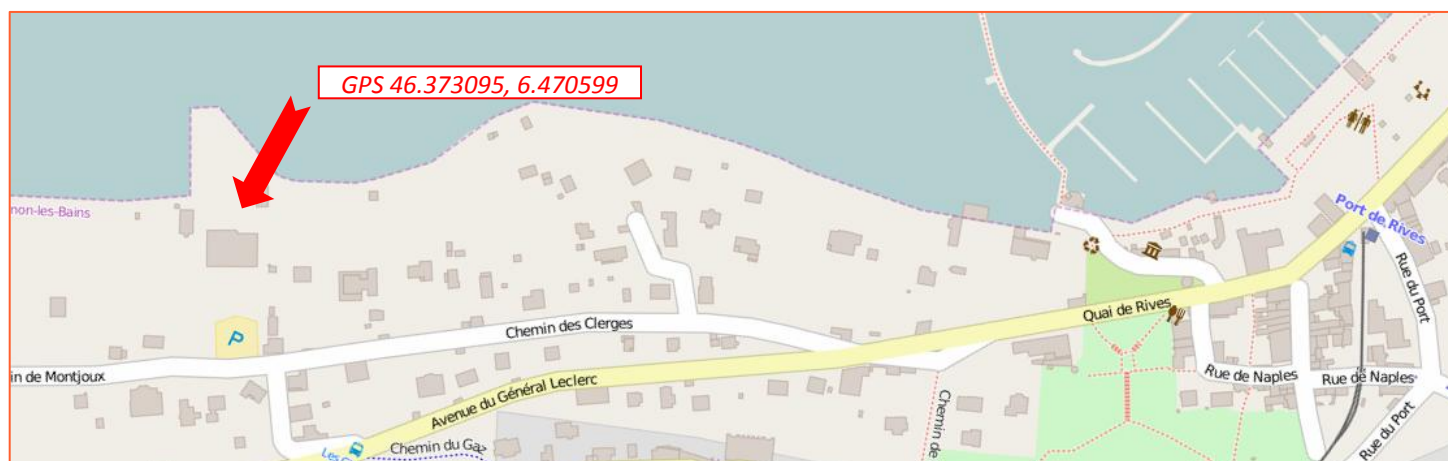 GPS 46.373095, 6.470599
non-les-Bains
Port de Rives
Rue du Port
Quai de Rives
Chemin des Clerges
P
in de Montjoux
Avenue du Général Leclerc
Rue de Naples
Rue de Naples
Chemin de
Chemin du Gaz
Rue du Port